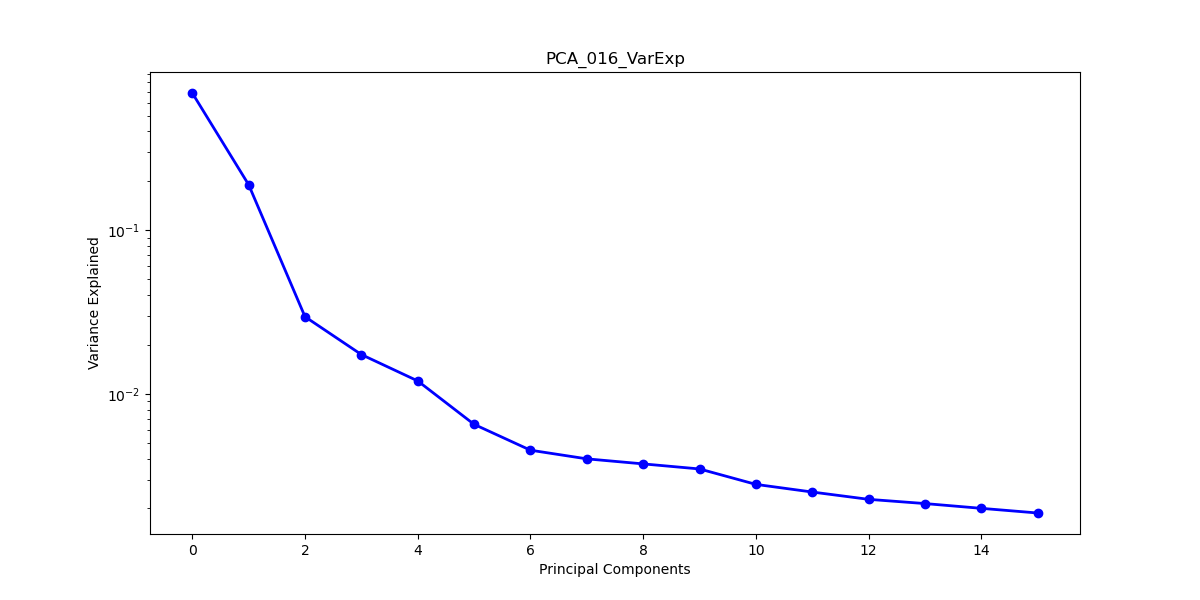 PCA_016_VarExp
Variance Explained
10⁻¹
10⁻²
0 2 4 6 8 10 12 14
Principal Components